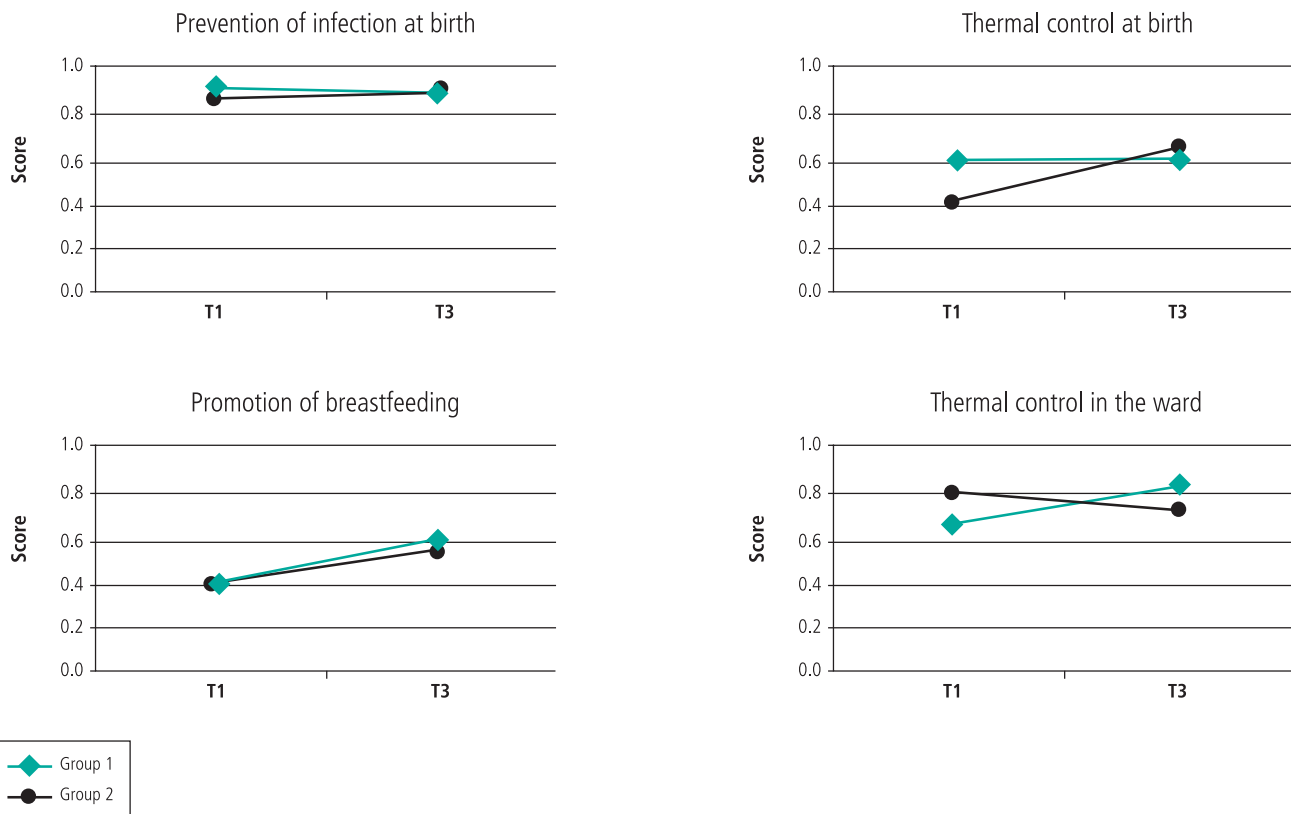 Prevention of infection at birth
Score
1.0
0.8
0.6
0.4
0.2
0.0
T1 T3
Thermal control at birth
Score
1.0
0.8
0.6
0.4
0.2
0.0
T1 T3
Promotion of breastfeeding
Score
1.0
0.8
0.6
0.4
0.2
0.0
T1 T3
Thermal control in the ward
Score
1.0
0.8
0.6
0.4
0.2
0.0
T1 T3
Group 1
Group 2